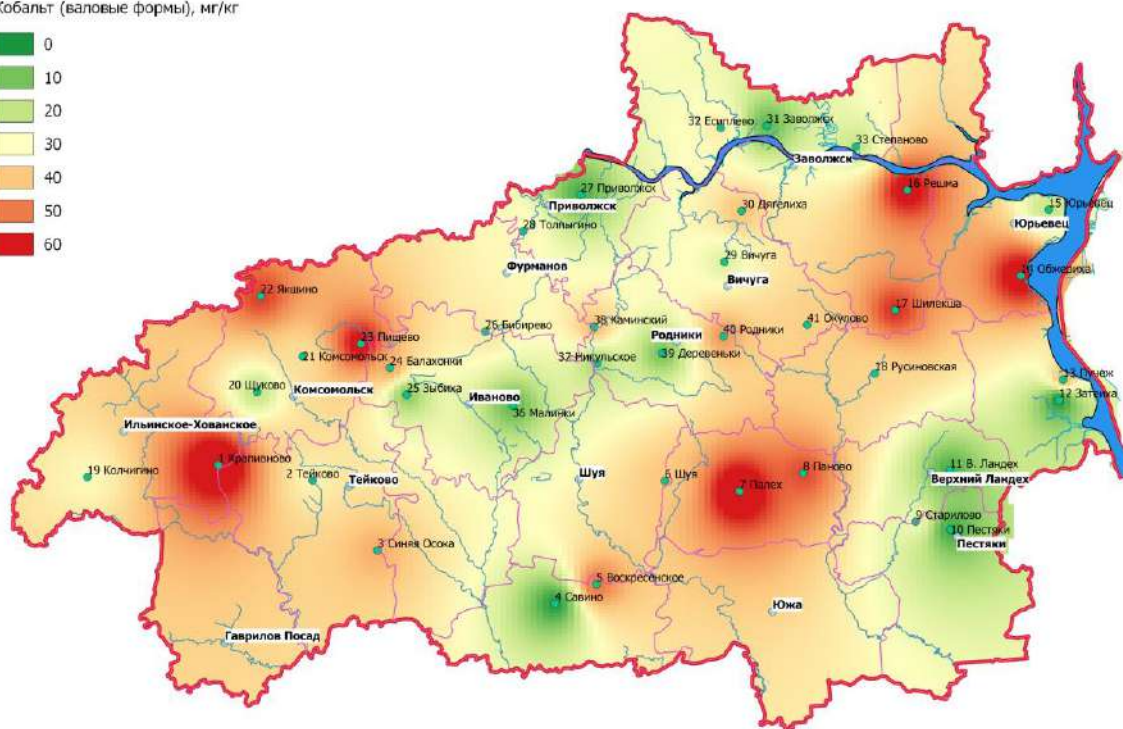 Кобальт (валовые формы), мг/кг
0
10
20
30
40
50
60
32 Есиплево
31 Заволжск
33 Степаново
Заволжск
27 Приволжск
Приволжск
16 Решма
30 Дягелиха
15 Юрьевец
Юрьевец
28 Толпыгино
Фурманов
29 Вичуга
Вичуга
14 Обжериха
22 Якшино
17 Шилекша
23 Пищево
26 Бибирево
38 Каминский
Родники
40 Родники
41 Окулово
21 Комсомольск
24 Балахонки
37 Никульское
39 Деревеньки
18 Русиновская
13 Пучеж
20 Щуково
Комсомольск
25 Зыбиха
Иваново
36 Малинки
12 Затеиха
Ильинское-Хованское
1 Крапивново
19 Колчигино
2 Тейково
Тейково
Шуя
6 Шуя
8 Паново
7 Палех
11 В. Ландех
Верхний Ландех
9 Старилово
10 Пестяки
Пестяки
3 Синяя Осока
5 Воскресенское
4 Савино
Южа
Гаврилов Посад